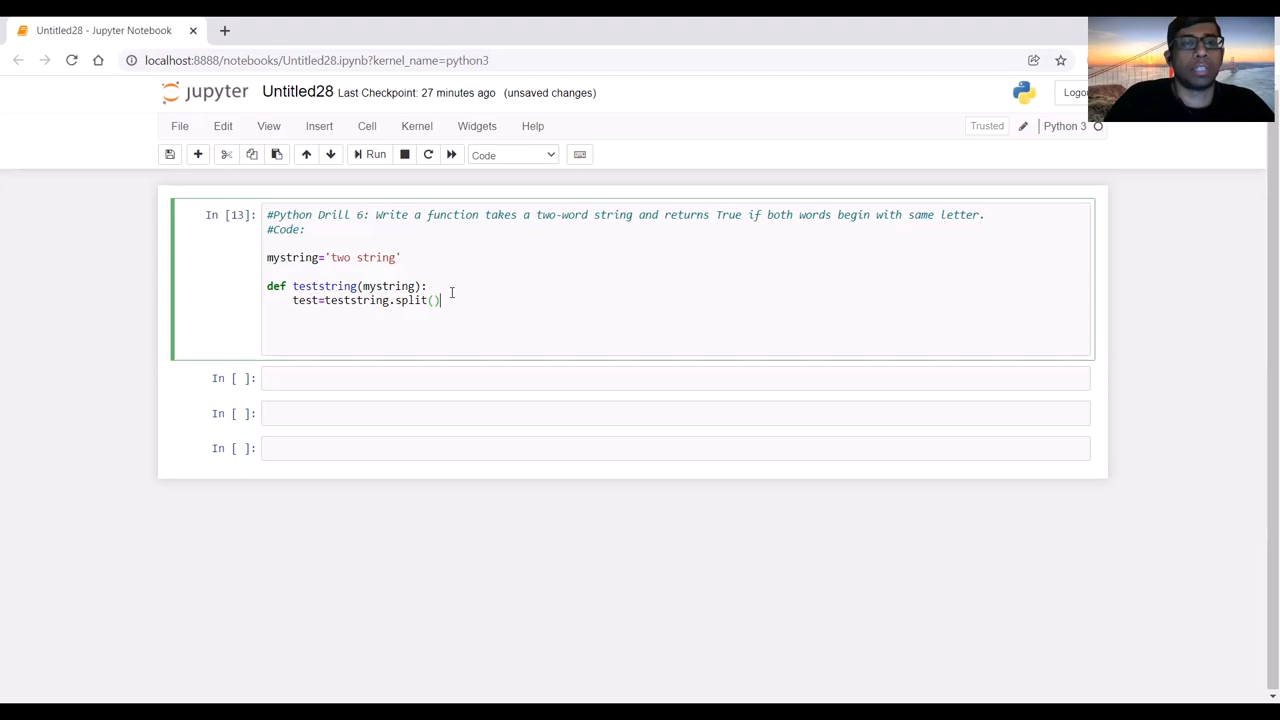 Untitled28 - Jupyter Notebook
localhost:8888/notebooks/Untitled28.ipynb?kernel_name=python3
jupyter Untitled28 Last Checkpoint: 27 minutes ago (unsaved changes)
Logo
File Edit View Insert Cell Kernel Widgets Help
Trusted Python 3
Run Code
In [13]:
#Python Drill 6: Write a function takes a two-word string and returns True if both words begin with same letter.
#Code:
mystring='two string'
def teststring(mystring):
test=teststring.split()
In [ ]:
In [ ]:
In [ ]: